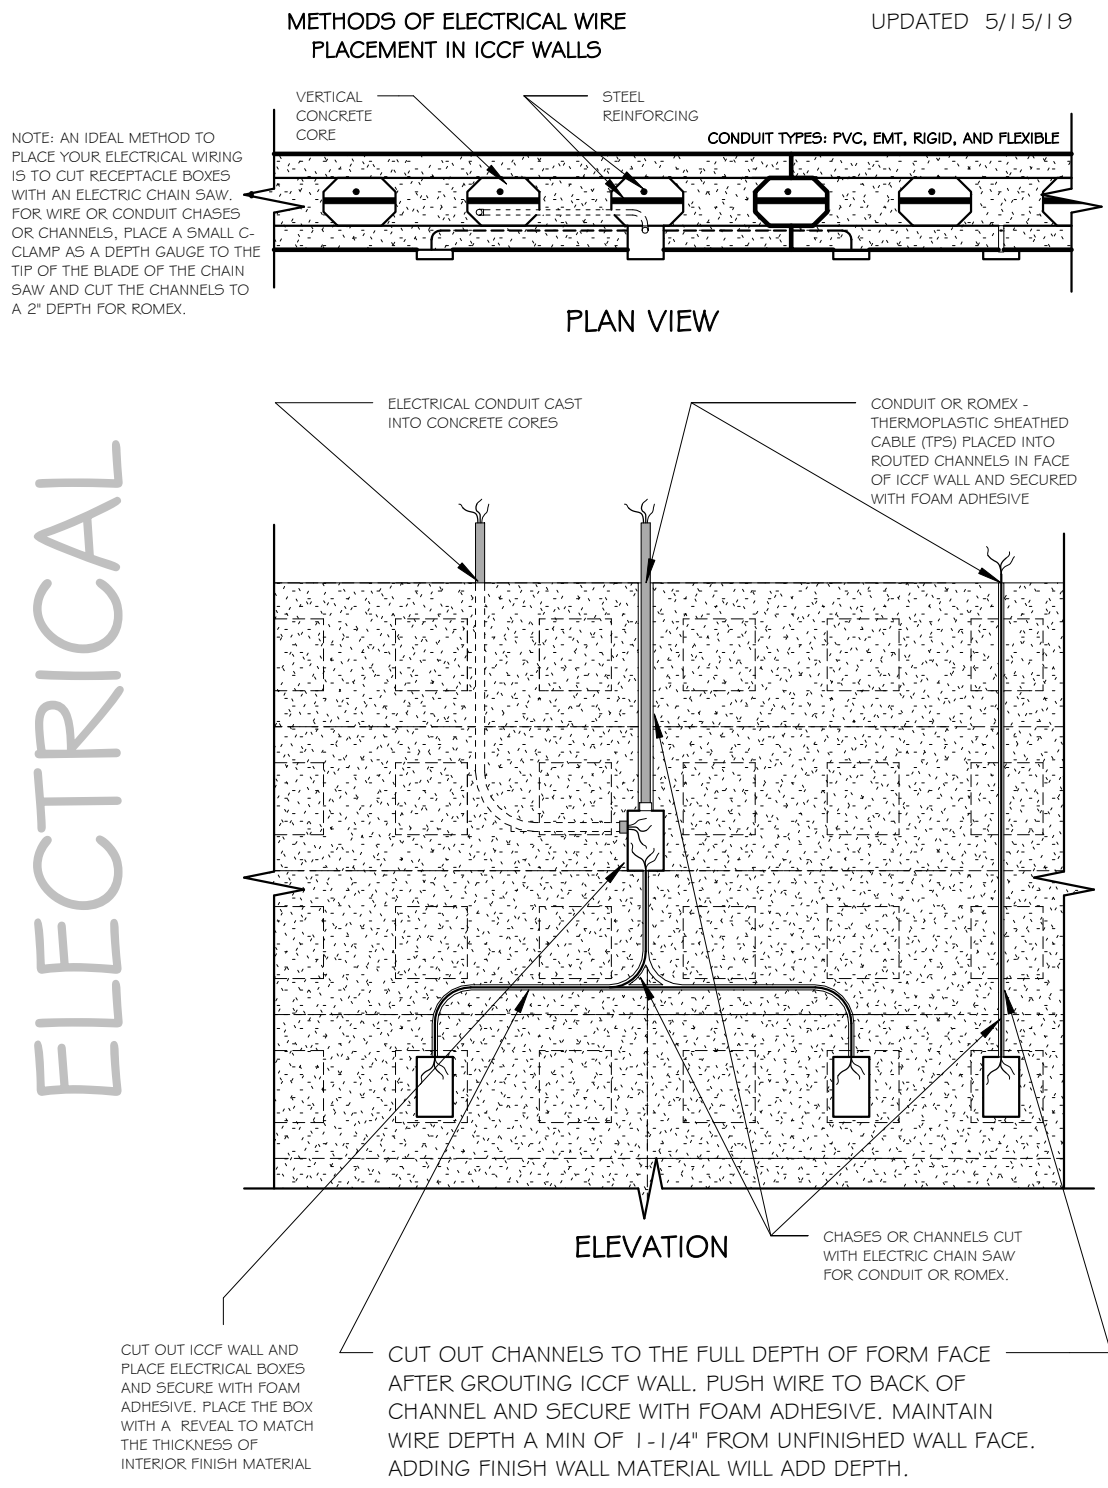 METHODS OF ELECTRICAL WIRE
PLACEMENT IN ICCF WALLS
UPDATED 5/15/19
VERTICAL
CONCRETE
CORE
STEEL
REINFORCING
CONDUIT TYPES: PVC, EMT, RIGID, AND FLEXIBLE
NOTE: AN IDEAL METHOD TO
PLACE YOUR ELECTRICAL WIRING
IS TO CUT RECEPTACLE BOXES
WITH AN ELECTRIC CHAIN SAW.
FOR WIRE OR CONDUIT CHASES
OR CHANNELS, PLACE A SMALL C-
CLAMP AS A DEPTH GAUGE TO THE
TIP OF THE BLADE OF THE CHAIN
SAW AND CUT THE CHANNELS TO
A 2" DEPTH FOR ROMEX.
PLAN VIEW
ELECTRICAL CONDUIT CAST
INTO CONCRETE CORES
CONDUIT OR ROMEX -
THERMOPLASTIC SHEATHED
CABLE (TPS) PLACED INTO
ROUTED CHANNELS IN FACE
OF ICCF WALL AND SECURED
WITH FOAM ADHESIVE
ELECTRICAL
ELEVATION
CHASES OR CHANNELS CUT
WITH ELECTRIC CHAIN SAW
FOR CONDUIT OR ROMEX.
CUT OUT ICCF WALL AND
PLACE ELECTRICAL BOXES
AND SECURE WITH FOAM
ADHESIVE. PLACE THE BOX
WITH A REVEAL TO MATCH
THE THICKNESS OF
INTERIOR FINISH MATERIAL
CUT OUT CHANNELS TO THE FULL DEPTH OF FORM FACE
AFTER GROUTING ICCF WALL. PUSH WIRE TO BACK OF
CHANNEL AND SECURE WITH FOAM ADHESIVE. MAINTAIN
WIRE DEPTH A MIN OF 1-1/4" FROM UNFINISHED WALL FACE.
ADDING FINISH WALL MATERIAL WILL ADD DEPTH.